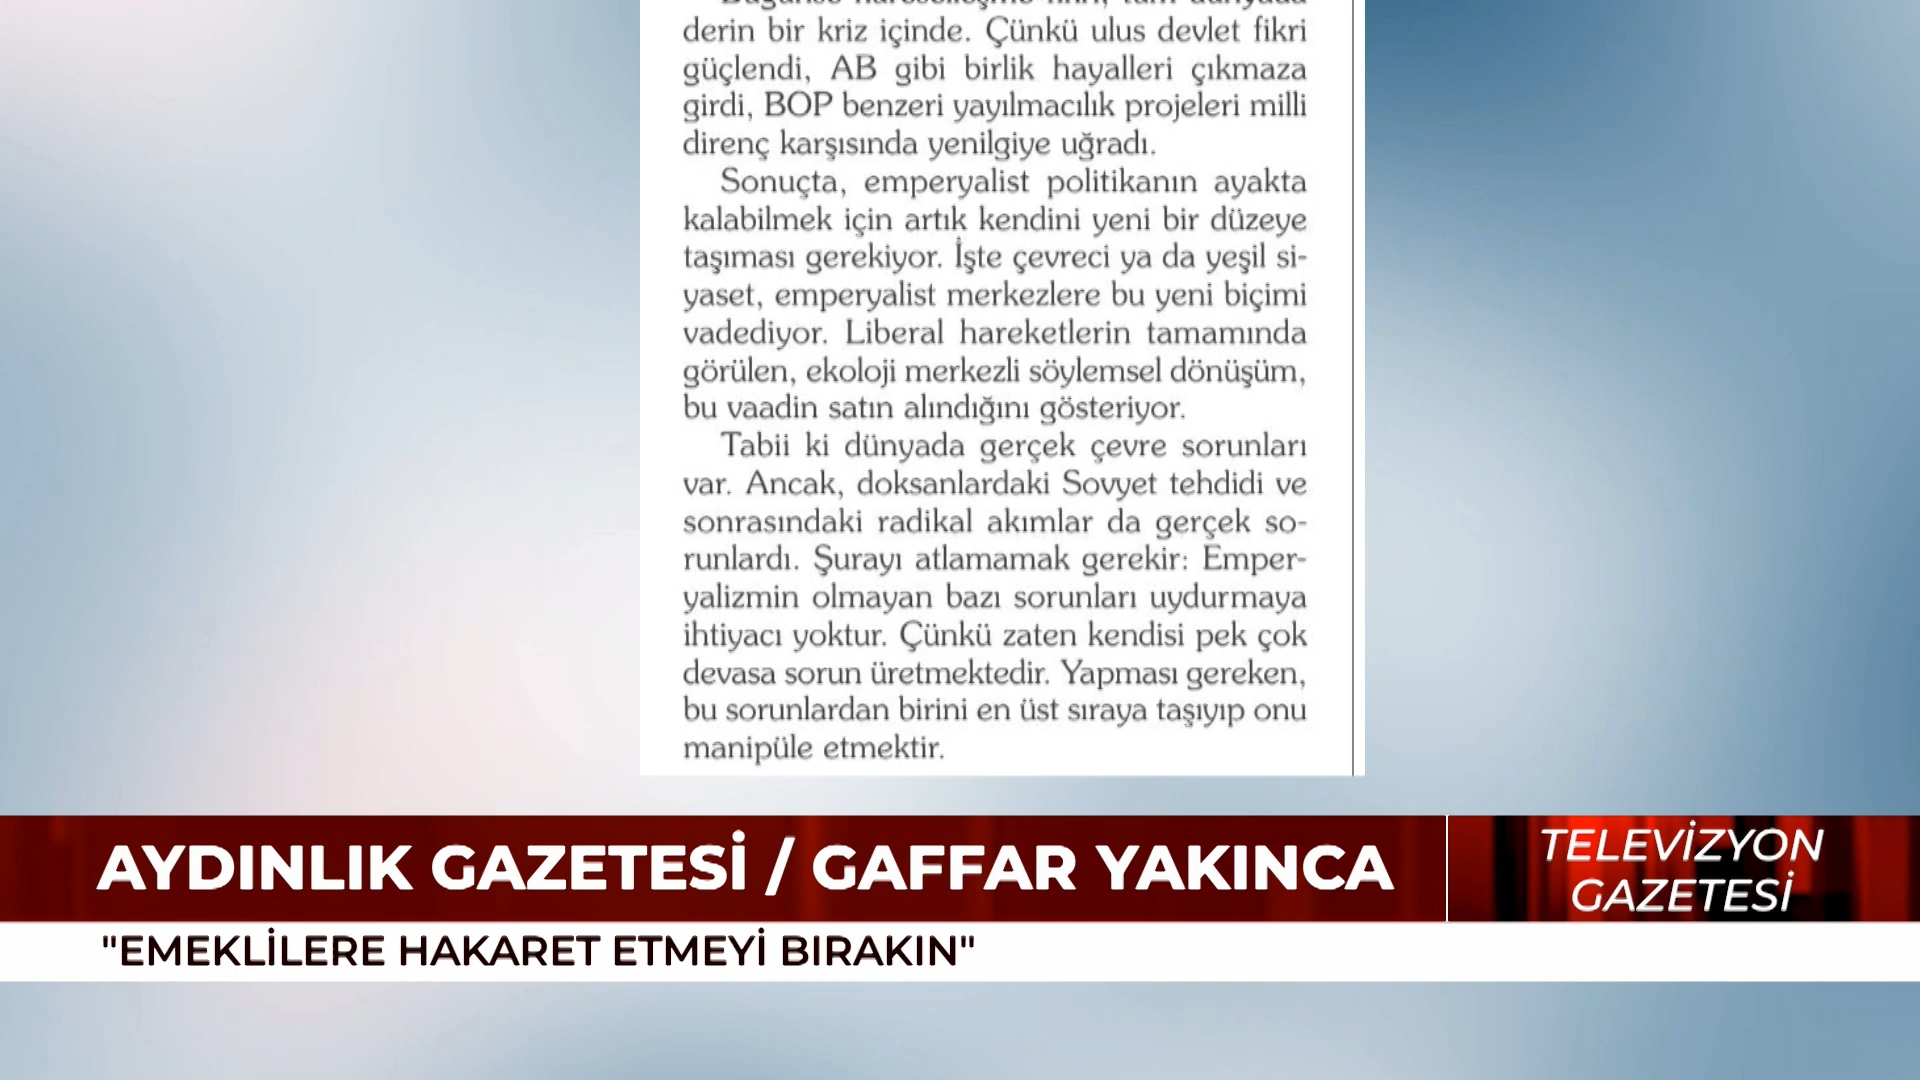 derin bir kriz içinde. Çünkü ulus devlet fikri
güçlendi, AB gibi birlik hayalleri çıkmaza
girdi, BOP benzeri yayılmacılık projeleri milli
direnç karşısında yenilgiye uğradı.
Sonuçta, emperyalist politikanın ayakta
kalabilmek için artık kendini yeni bir düzeye
taşıması gerekiyor. İşte çevreci ya da yeşil si-
yaset, emperyalist merkezlere bu yeni biçimi
vadediyor. Liberal hareketlerin tamamında
görülen, ekoloji merkezli söylemsel dönüşüm,
bu vaadin satın alındığını gösteriyor.
Tabii ki dünyada gerçek çevre sorunları
var. Ancak, doksanlardaki Sovyet tehdidi ve
sonrasındaki radikal akımlar da gerçek so-
runlardı. Şurayı atlamamak gerekir: Emper-
yalizmin olmayan bazı sorunları uydurmaya
ihtiyacı yoktur. Çünkü zaten kendisi pek çok
devasa sorun üretmektedir. Yapması gereken,
bu sorunlardan birini en üst sıraya taşıyıp onu
manipüle etmektir.
AYDINLIK GAZETESİ / GAFFAR YAKINCA
TELEVİZYON
GAZETESİ
"EMEKLİLERE HAKARET ETMEYİ BIRAKIN"